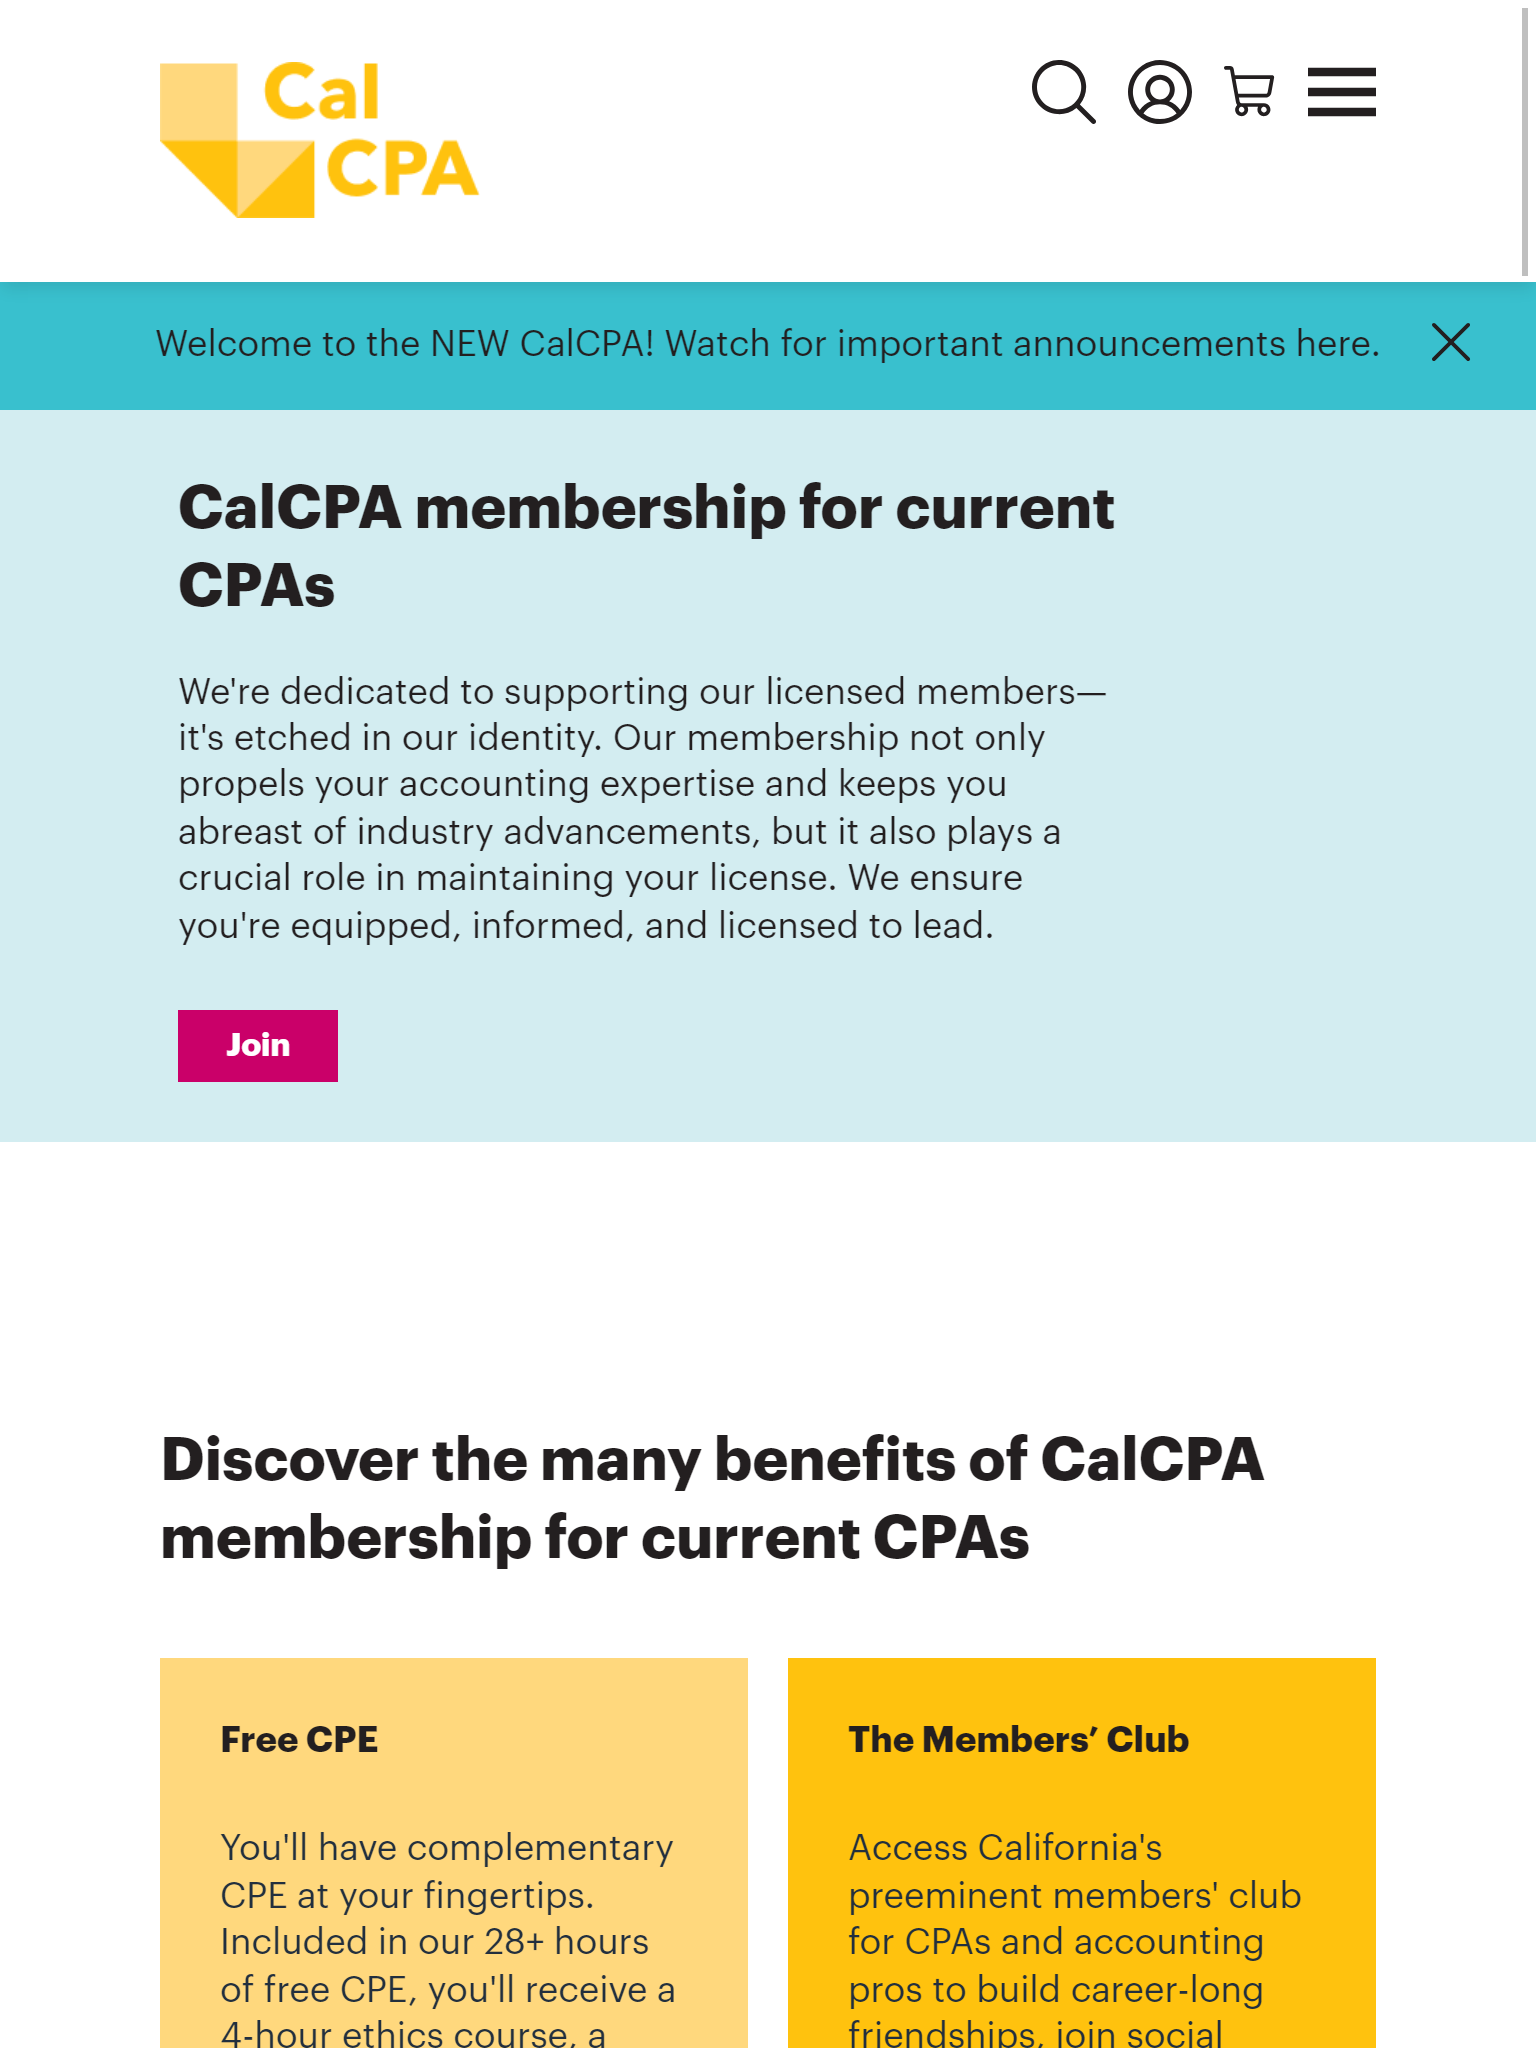 Cal
CPA
Welcome to the NEW CalCPA! Watch for important announcements here.
CalCPA membership for current
CPAs
We're dedicated to supporting our licensed members—
it's etched in our identity. Our membership not only
propels your accounting expertise and keeps you
abreast of industry advancements, but it also plays a
crucial role in maintaining your license. We ensure
you're equipped, informed, and licensed to lead.
Join
Discover the many benefits of CalCPA
membership for current CPAs
Free CPE
You'll have complementary
CPE at your fingertips.
Included in our 28+ hours
of free CPE, you'll receive a
4-hour ethics course, a
The Members’ Club
Access California's
preeminent members' club
for CPAs and accounting
pros to build career-long
friendships, join social